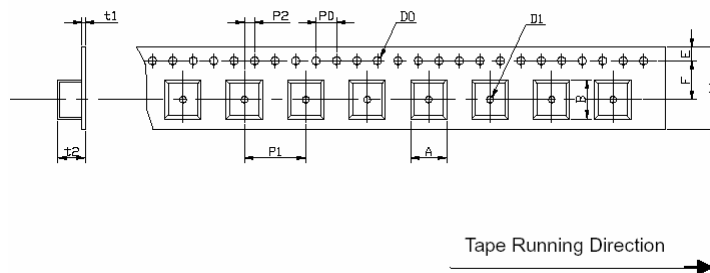 t1
P2
P0
D0
D1
E
F
B
t2
P1
A
Tape Running Direction